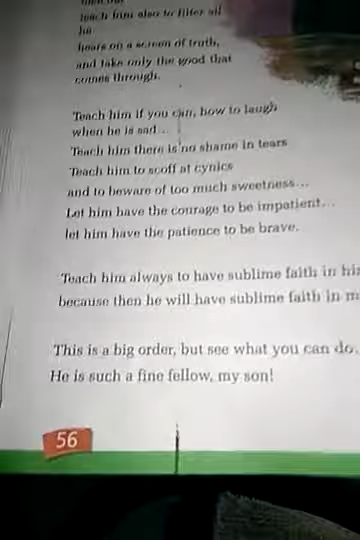 teach him also to filter all
he
hears on a screen of truth,
and take only the good that
comes through.
Teach him if you can, how to laugh
when he is sad...
Teach him there is no shame in tears
Teach him to scoff at cynics
and to beware of too much sweetness...
Let him have the courage to be impatient...
let him have the patience to be brave.
Teach him always to have sublime faith in
because then he will have sublime faith in
This is a big order, but see what you can do.
He is such a fine fellow, my son!
56